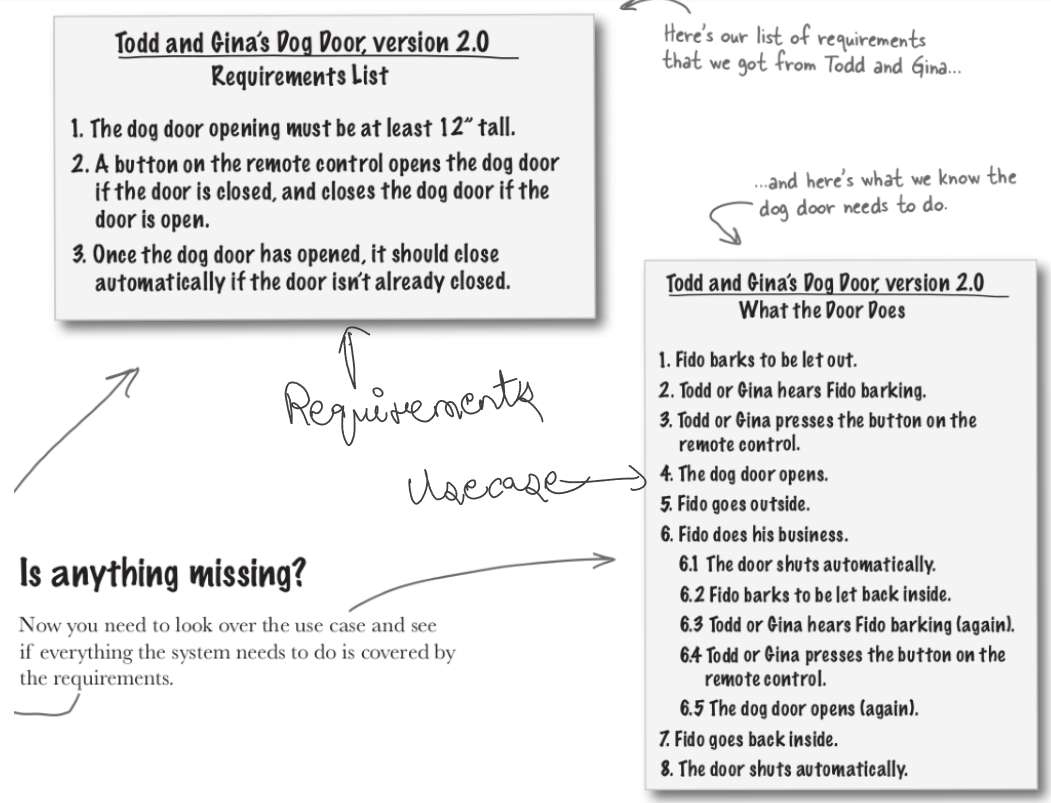 Todd and Gina's Dog Door, version 2.0
Requirements List
1. The dog door opening must be at least 12" tall.
2. A button on the remote control opens the dog door
if the door is closed, and closes the dog door if the
door is open.
3. Once the dog door has opened, it should close
automatically if the door isn't already closed.
Here's our list of requirements
that we got from Todd and Gina...
...and here's what we know the
dog door needs to do.
Requirements
Usecase
Todd and Gina's Dog Door, version 2.0
What the Door Does
1. Fido barks to be let out.
2. Todd or Gina hears Fido barking.
3. Todd or Gina presses the button on the
remote control.
4. The dog door opens.
5. Fido goes outside.
6. Fido does his business.
6.1 The door shuts automatically.
6.2 Fido barks to be let back inside.
6.3 Todd or Gina hears Fido barking (again).
6.4 Todd or Gina presses the button on the
remote control.
6.5 The dog door opens (again).
7. Fido goes back inside.
8. The door shuts automatically.
Is anything missing?
Now you need to look over the use case and see
if everything the system needs to do is covered by
the requirements.